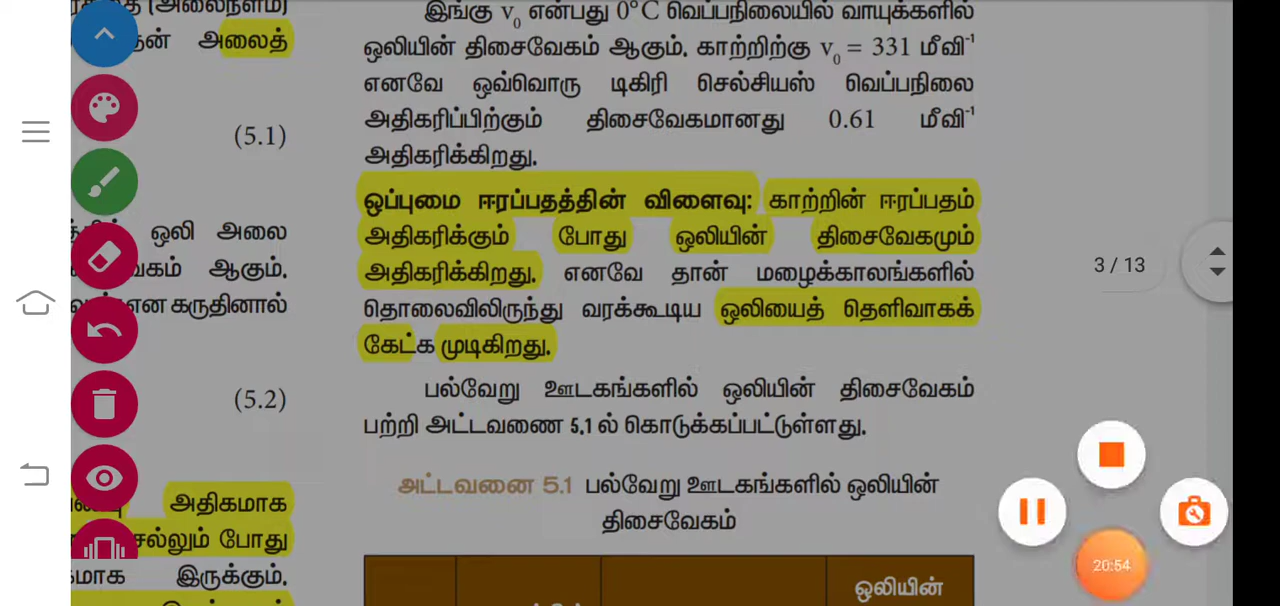 (அலைநீளம்)
அலைத்
(5.1)
ஒலி அலை
ஆகும்.
என கருதினால்
(5.2)
அதிகமாக
செல்லும் போது
இருக்கும்.
இங்கு v₀ என்பது 0°C வெப்பநிலையில் வாயுக்களில்
ஒலியின் திசைவேகம் ஆகும். காற்றிற்கு v₀ = 331 மீவி⁻¹
எனவே ஒவ்வொரு டிகிரி செல்சியஸ் வெப்பநிலை
அதிகரிப்பிற்கும் திசைவேகமானது 0.61 மீவி⁻¹
அதிகரிக்கிறது.
ஒப்புமை ஈரப்பதத்தின் விளைவு: காற்றின் ஈரப்பதம்
அதிகரிக்கும் போது ஒலியின் திசைவேகமும்
அதிகரிக்கிறது. எனவே தான் மழைக்காலங்களில்
தொலைவிலிருந்து வரக்கூடிய ஒலியைத் தெளிவாகக்
கேட்க முடிகிறது.
பல்வேறு ஊடகங்களில் ஒலியின் திசைவேகம்
பற்றி அட்டவணை 5.1 ல் கொடுக்கப்பட்டுள்ளது.
அட்டவனை 5.1 பல்வேறு ஊடகங்களில் ஒலியின்
திசைவேகம்
ஒலியின்
3 / 13
20:54